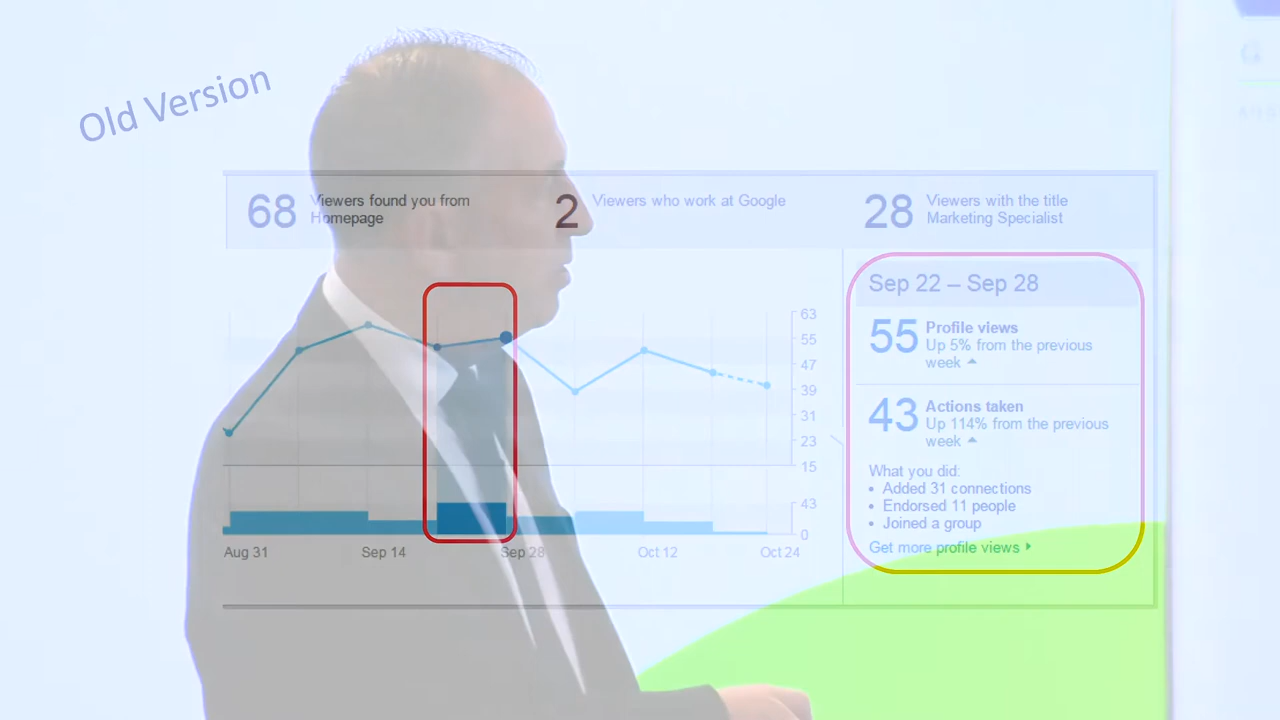 Old Version
68 Viewers found you from
Homepage
2 Viewers who work at Google
28 Viewers with the title
Marketing Specialist
Sep 22 – Sep 28
55 Profile views
Up 5% from the previous
week
43 Actions taken
Up 114% from the previous
week
What you did:
• Added 31 connections
• Endorsed 11 people
• Joined a group
Get more profile views
63
55
47
39
31
23
15
43
0
Aug 31 Sep 14 Sep 28 Oct 12 Oct 24